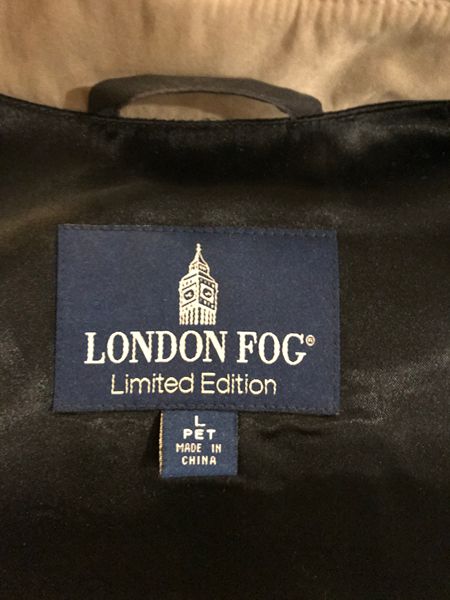 LONDON FOG®
Limited Edition
L
PET
MADE IN
CHINA